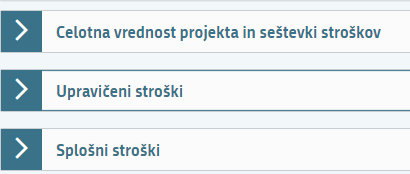 Celotna vrednost projekta in seštevki stroškov
Upravičeni stroški
Splošni stroški